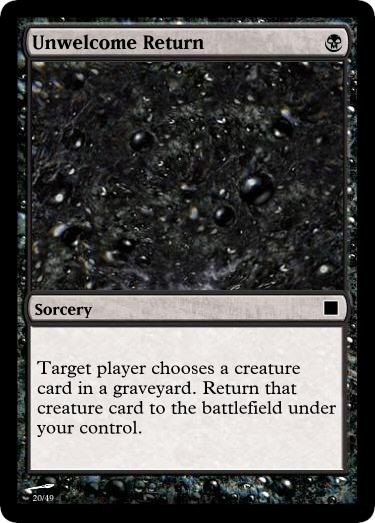 Unwelcome Return
Sorcery
Target player chooses a creature
card in a graveyard. Return that
creature card to the battlefield under
your control.
20/49